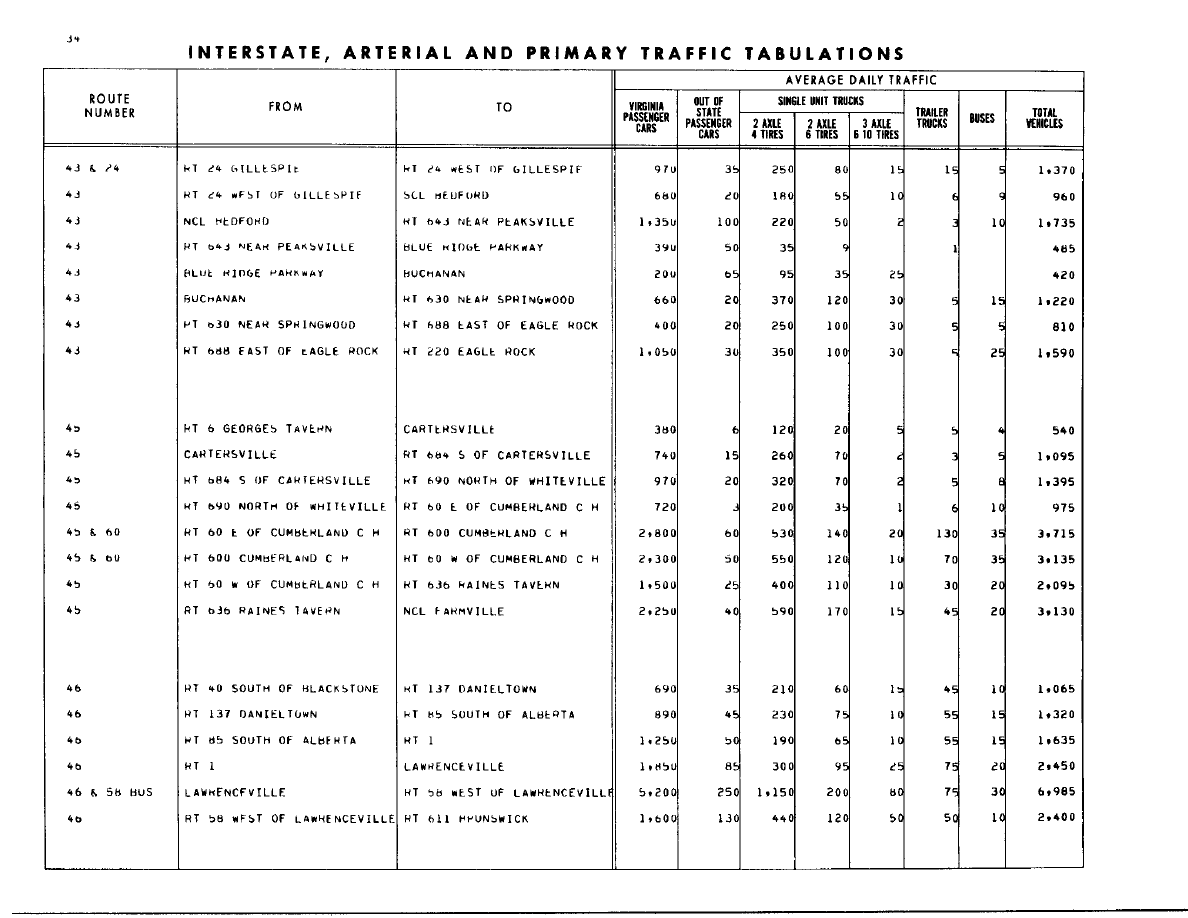 34
INTERSTATE, ARTERIAL AND PRIMARY TRAFFIC TABULATIONS
AVERAGE DAILY TRAFFIC
ROUTE NUMBER FROM TO VIRGINIA PASSENGER CARS OUT OF STATE PASSENGER CARS SINGLE UNIT TRUCKS 2 AXLE 4 TIRES 2 AXLE 6 TIRES 3 AXLE 6 10 TIRES TRAILER TRUCKS BUSES TOTAL VEHICLES
43 & 24 RT 24 GILLESPIE RT 24 WEST OF GILLESPIE 970 35 250 80 15 15 5 1,370
43 RT 24 WEST OF GILLESPIE SCL BEDFORD 680 20 180 55 10 6 9 960
43 NCL BEDFORD RT 643 NEAR PEAKSVILLE 1,350 100 220 50 2 3 10 1,735
43 RT 643 NEAR PEAKSVILLE BLUE RIDGE PARKWAY 390 50 35 9 1 485
43 BLUE RIDGE PARKWAY BUCHANAN 200 65 95 35 25 420
43 BUCHANAN RT 630 NEAR SPRINGWOOD 660 20 370 120 30 5 15 1,220
43 RT 630 NEAR SPRINGWOOD RT 688 EAST OF EAGLE ROCK 400 20 250 100 30 5 5 810
43 RT 688 EAST OF EAGLE ROCK RT 220 EAGLE ROCK 1,050 30 350 100 30 5 25 1,590
45 RT 6 GEORGES TAVERN CARTERSVILLE 380 6 120 20 5 5 4 540
45 CARTERSVILLE RT 684 S OF CARTERSVILLE 740 15 260 70 2 3 5 1,095
45 RT 684 S OF CARTERSVILLE RT 690 NORTH OF WHITEVILLE 970 20 320 70 2 5 8 1,395
45 RT 690 NORTH OF WHITEVILLE RT 60 E OF CUMBERLAND C H 720 3 200 35 1 6 10 975
45 & 60 RT 60 E OF CUMBERLAND C H RT 600 CUMBERLAND C H 2,800 60 530 140 20 130 35 3,715
45 & 60 RT 600 CUMBERLAND C H RT 60 W OF CUMBERLAND C H 2,300 50 550 120 10 70 35 3,135
45 RT 60 W OF CUMBERLAND C H RT 636 RAINES TAVERN 1,500 25 400 110 10 30 20 2,095
45 RT 636 RAINES TAVERN NCL FARMVILLE 2,250 40 590 170 15 45 20 3,130
46 RT 40 SOUTH OF BLACKSTONE RT 137 DANIELTOWN 690 35 210 60 15 45 10 1,065
46 RT 137 DANIELTOWN RT 85 SOUTH OF ALBERTA 890 45 230 75 10 55 15 1,320
46 RT 85 SOUTH OF ALBERTA RT 1 1,250 50 190 65 10 55 15 1,635
46 RT 1 LAWRENCEVILLE 1,850 85 300 95 25 75 20 2,450
46 & 58 BUS LAWRENCEVILLE RT 58 WEST OF LAWRENCEVILLE 5,200 250 1,150 200 80 75 30 6,985
46 RT 58 WEST OF LAWRENCEVILLE RT 611 BRUNSWICK 1,600 130 440 120 50 50 10 2,400